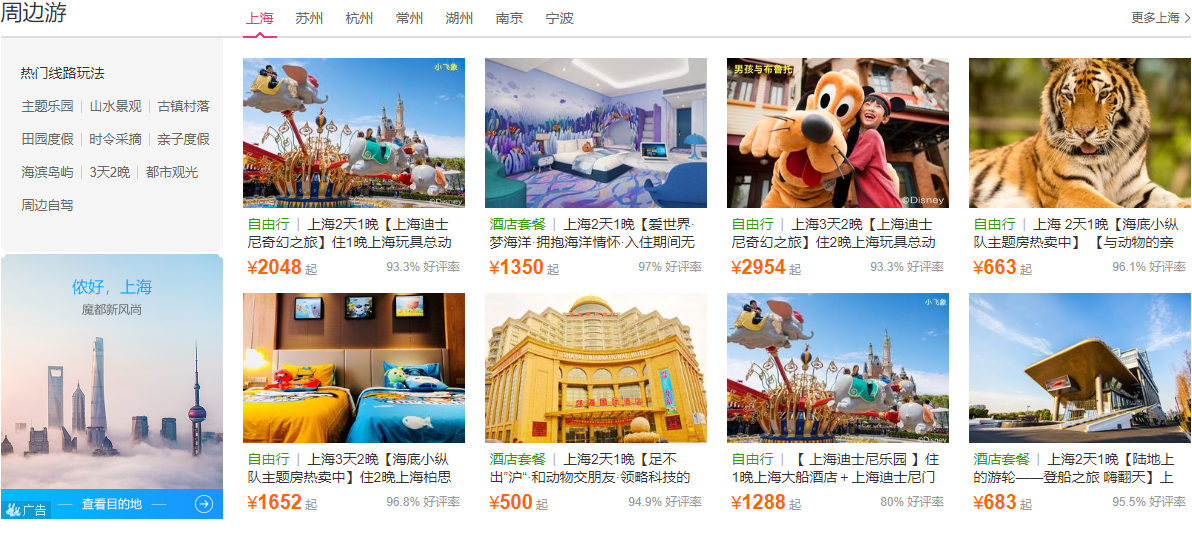 周边游
上海 苏州 杭州 常州 湖州 南京 宁波
更多上海 >
热门线路玩法
主题乐园 | 山水景观 | 古镇村落
田园度假 | 时令采摘 | 亲子度假
海滨岛屿 | 3天2晚 | 都市观光
周边自驾
侬好，上海
魔都新风尚
查看目的地
广告
小飞象
©Disney
自由行 | 上海2天1晚【上海迪士
尼奇幻之旅】住1晚上海玩具总动
¥2048 起 93.3% 好评率
酒店套餐 | 上海2天1晚【爱世界·
梦海洋·拥抱海洋情怀·入住期间无
¥1350 起 97% 好评率
男孩与布鲁托
©Disney
自由行 | 上海3天2晚【上海迪士
尼奇幻之旅】住2晚上海玩具总动
¥2954 起 93.3% 好评率
自由行 | 上海 2天1晚【海底小纵
队主题房热卖中】 【与动物的亲
¥663 起 96.1% 好评率
自由行 | 上海3天2晚【海底小纵
队主题房热卖中】住2晚上海柏思
¥1652 起 96.8% 好评率
酒店套餐 | 上海2天1晚【足不
出”沪“·和动物交朋友·领略科技的
¥500 起 94.9% 好评率
小飞象
©Disney
自由行 | 【 上海迪士尼乐园 】住
1晚上海大船酒店＋上海迪士尼门
¥1288 起 80% 好评率
酒店套餐 | 上海2天1晚【陆地上
的游轮——登船之旅 嗨翻天】上
¥683 起 95.5% 好评率